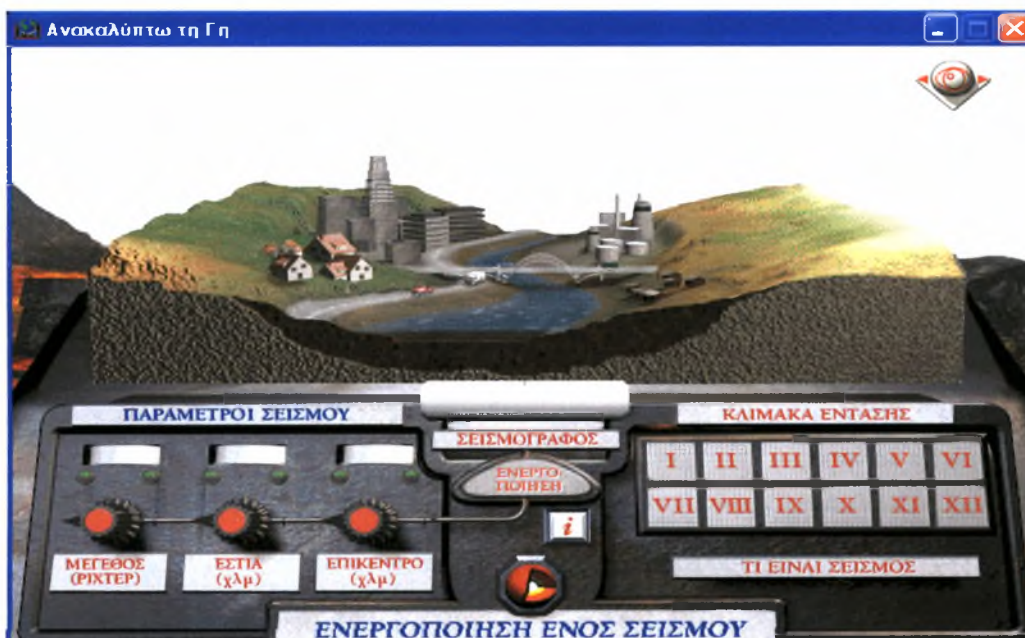 Ανακαλύπτω τη Γη
ΠΑΡΑΜΕΤΡΟΙ ΣΕΙΣΜΟΥ
ΜΕΓΕΘΟΣ
(ΡΙΧΤΕΡ)
ΕΣΤΙΑ
(χλμ)
ΕΠΙΚΕΝΤΡΟ
(χλμ)
ΣΕΙΣΜΟΓΡΑΦΟΣ
ΕΝΕΡΓΟ-
ΠΟΙΗΣΗ
i
ΚΛΙΜΑΚΑ ΕΝΤΑΣΗΣ
I II III IV V VI
VII VIII IX X XI XII
ΤΙ ΕΙΝΑΙ ΣΕΙΣΜΟΣ
ΕΝΕΡΓΟΠΟΙΗΣΗ ΕΝΟΣ ΣΕΙΣΜΟΥ